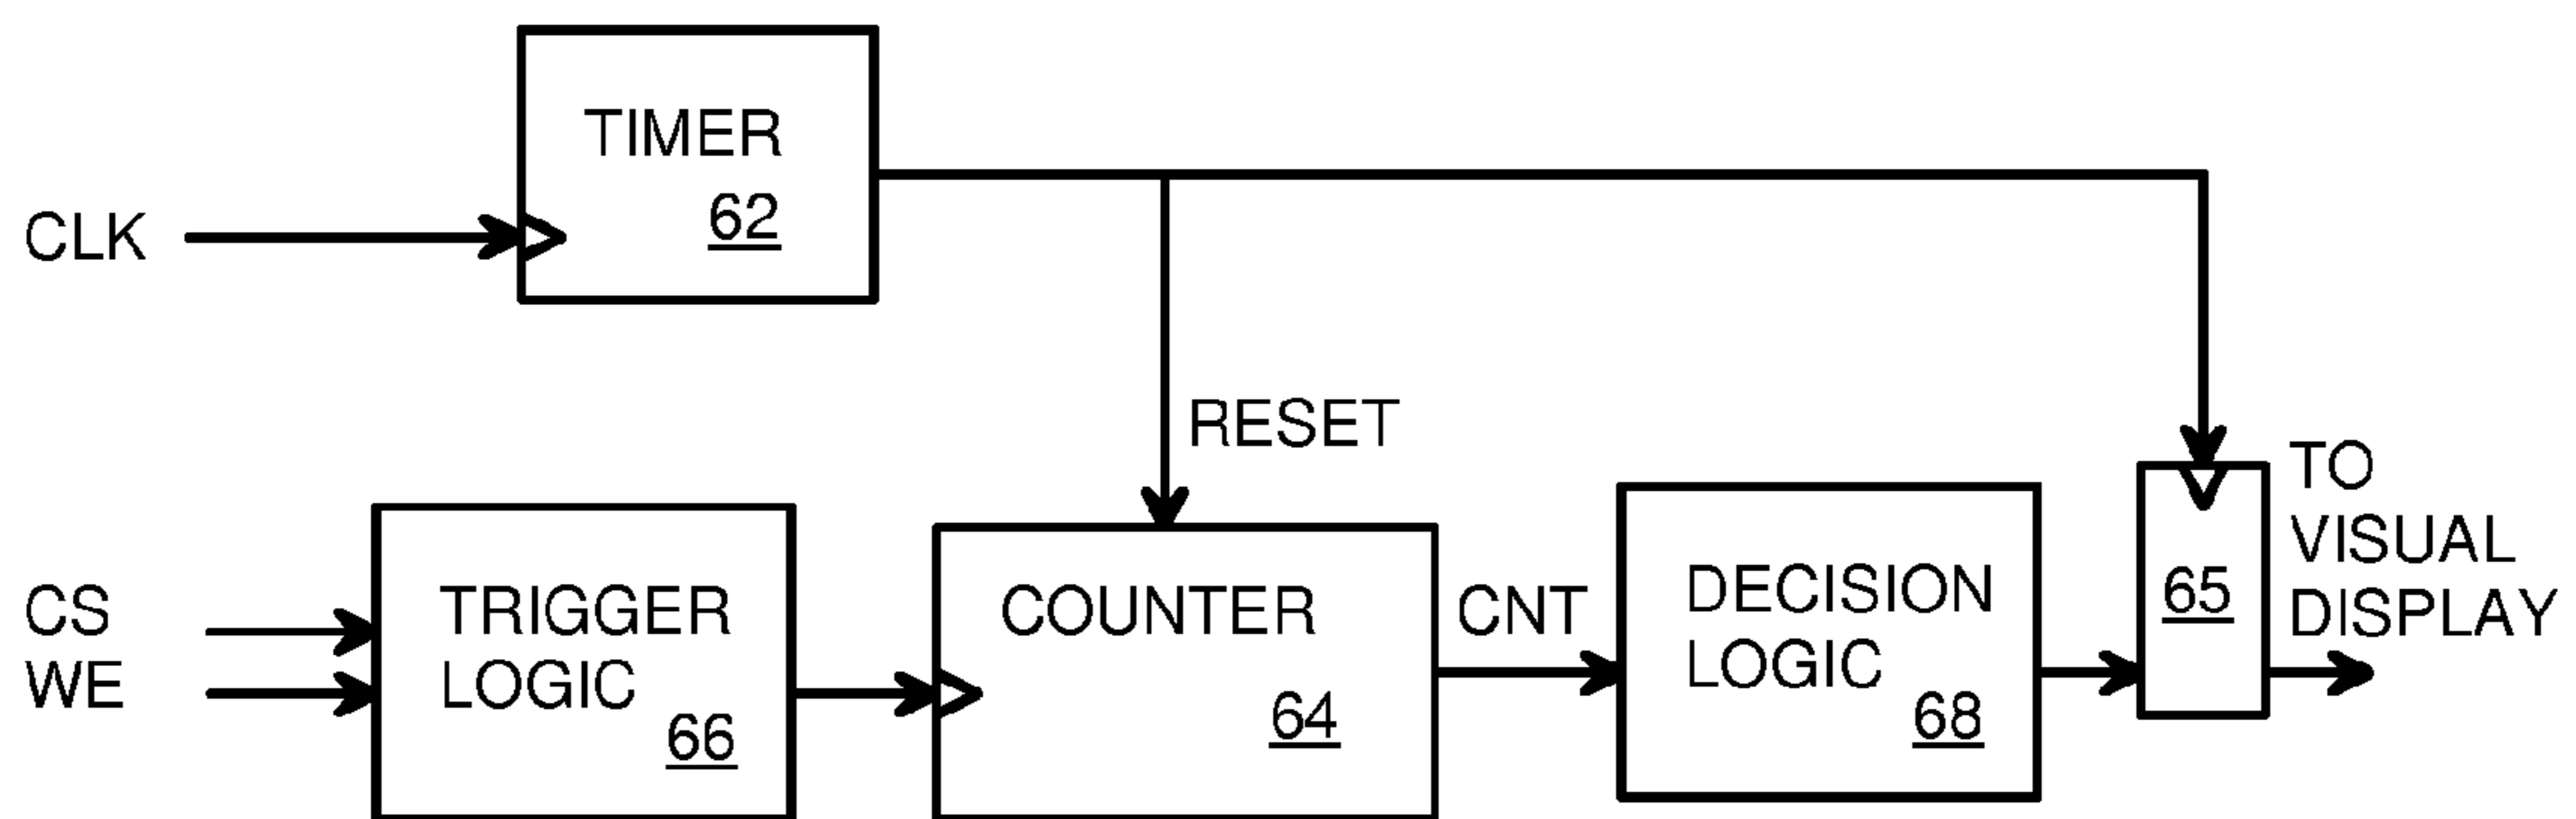 TIMER
62
CLK
RESET
TO
VISUAL
DISPLAY
CS
WE
TRIGGER
LOGIC
66
COUNTER
64
CNT
DECISION
LOGIC
68
65